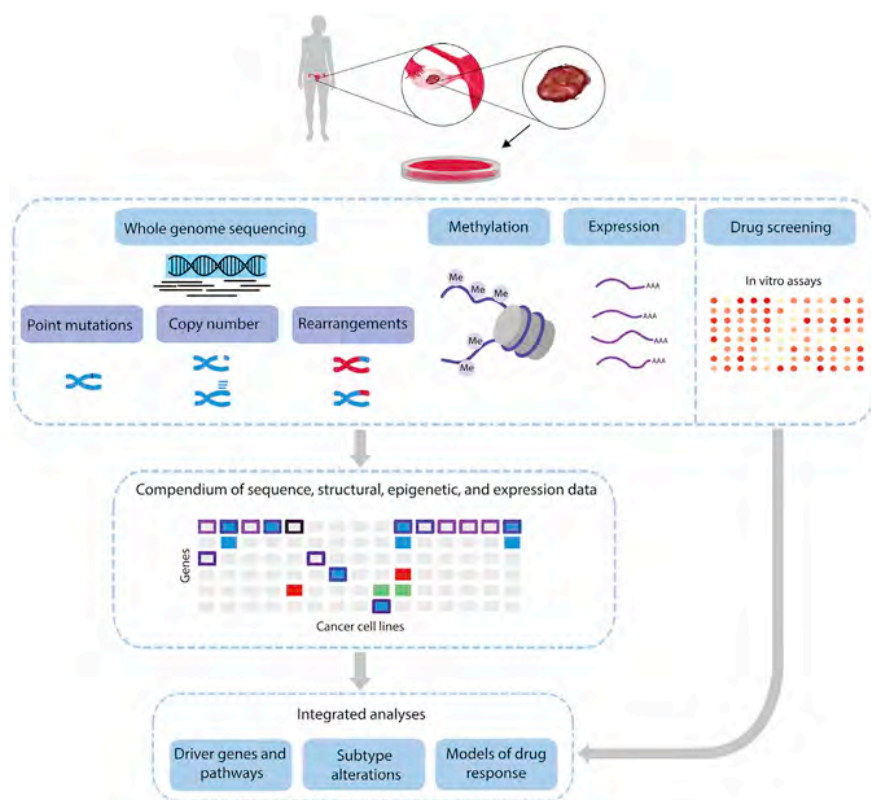 Whole genome sequencing
Methylation
Expression
Drug screening
In vitro assays
Me
Me
Me
Me
Me
AAA
AAA
AAA
AAA
Point mutations
Copy number
Rearrangements
Compendium of sequence, structural, epigenetic, and expression data
Genes
Cancer cell lines
Integrated analyses
Driver genes and
pathways
Subtype
alterations
Models of drug
response